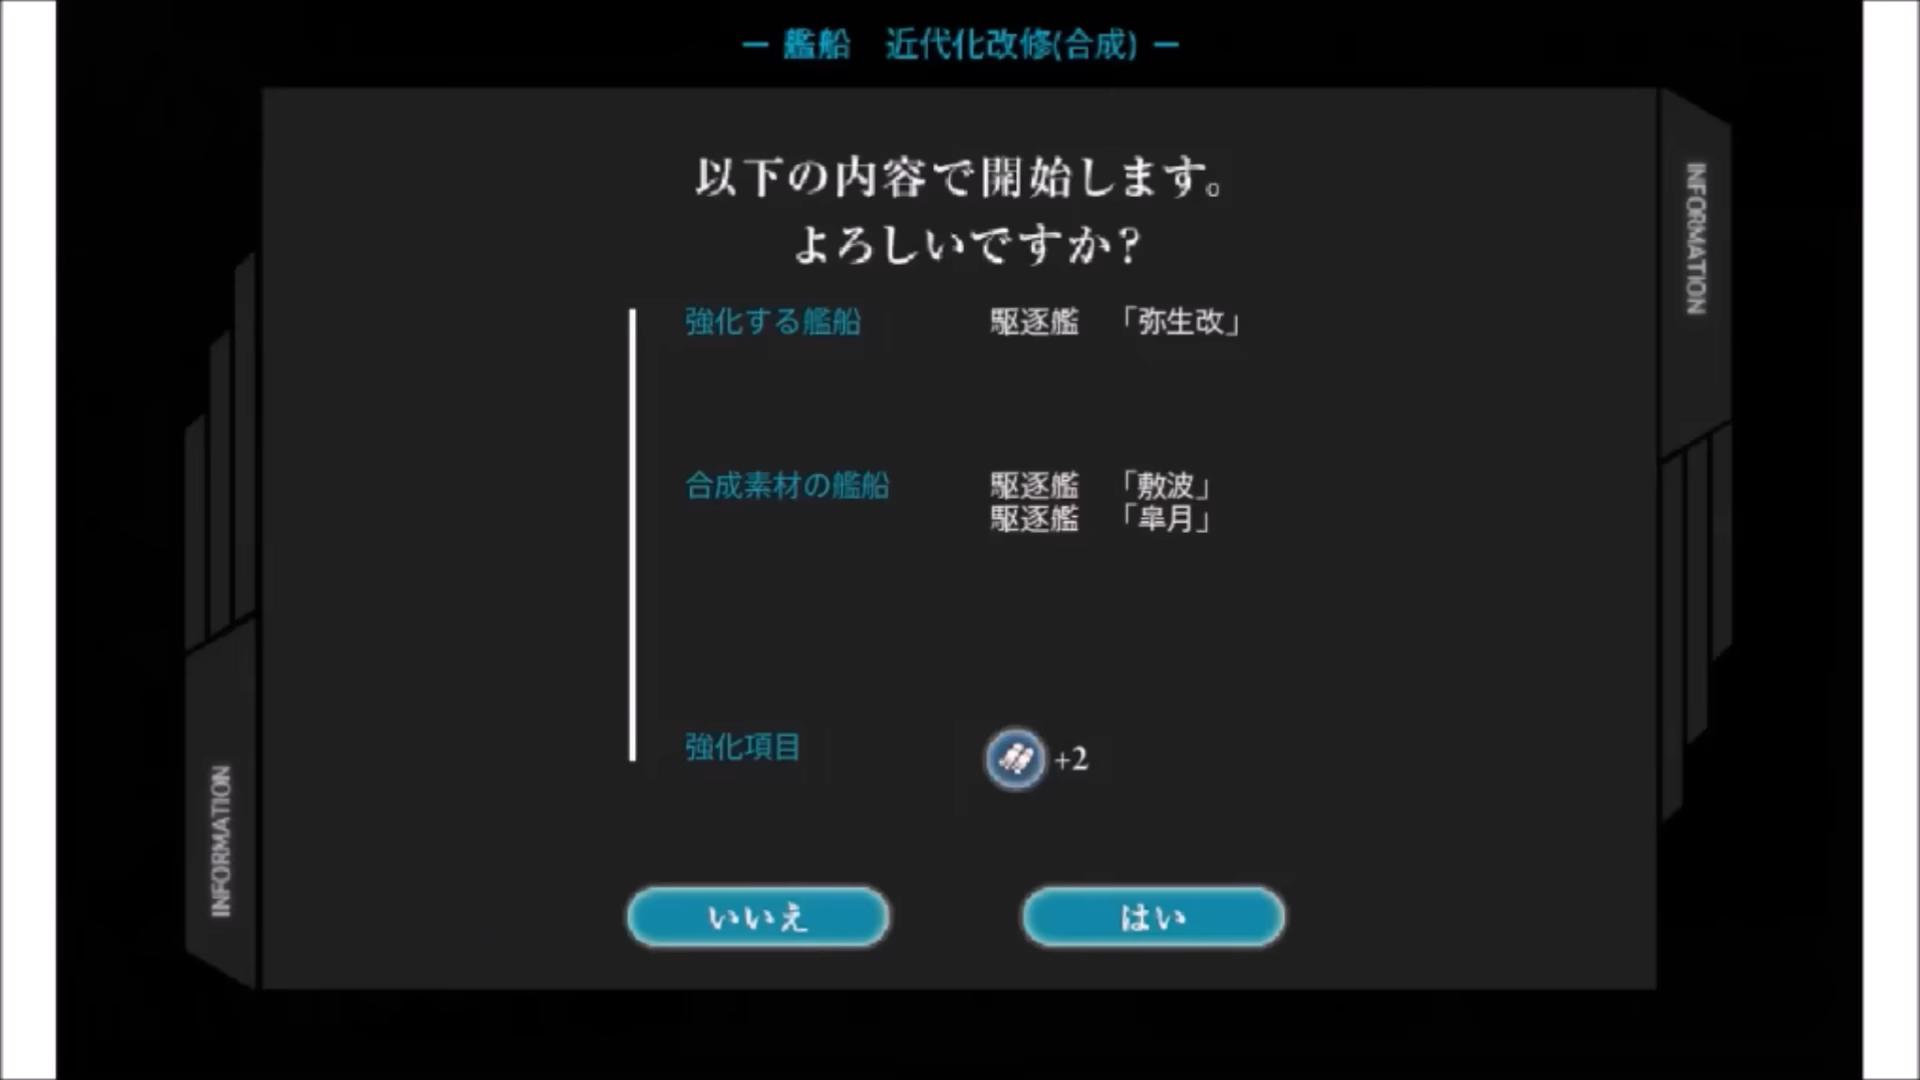 ー 艦船　近代化改修(合成) ー
以下の内容で開始します。
よろしいですか?
強化する艦船　駆逐艦　「弥生改」
合成素材の艦船　駆逐艦　「敷波」
駆逐艦　「皐月」
強化項目　+2
いいえ　はい
INFORMATION
INFORMATION